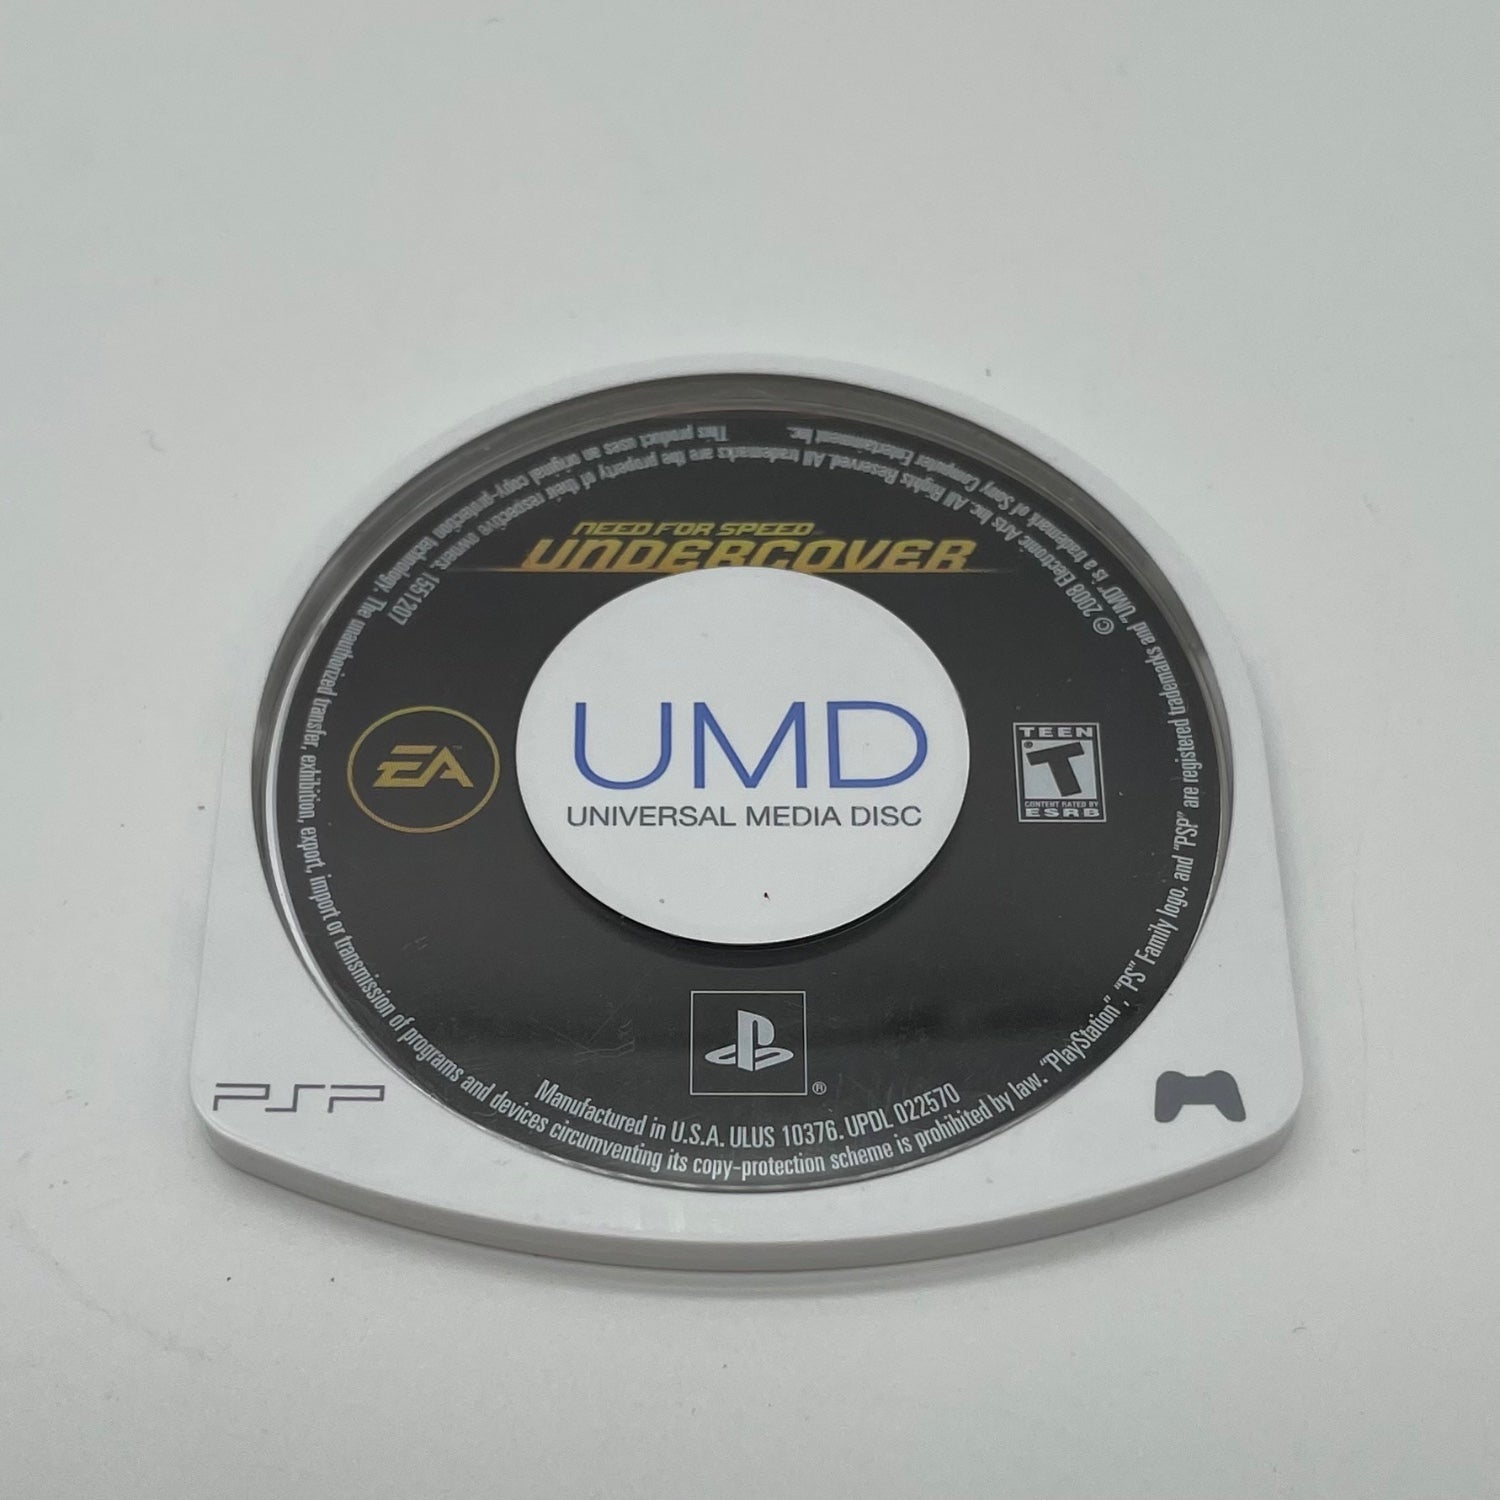 NEED FOR SPEED
UNDERCOVER
EA
UMD
UNIVERSAL MEDIA DISC
TEEN
T
CONTENT RATED BY
ESRB
PSP
®
Manufactured in U.S.A. ULUS 10376. UPDL 022570
© 2008 Electronic Arts Inc. All Rights Reserved. All trademarks are the property of their respective owners. 1551207
This product uses an original copy-protection technology. The unauthorized transfer, exhibition, export, import or transmission of programs and devices circumventing its copy-protection scheme is prohibited by law. "PlayStation", "PS" Family logo, and "PSP" are registered trademarks and "UMD" is a trademark of Sony Computer Entertainment Inc.